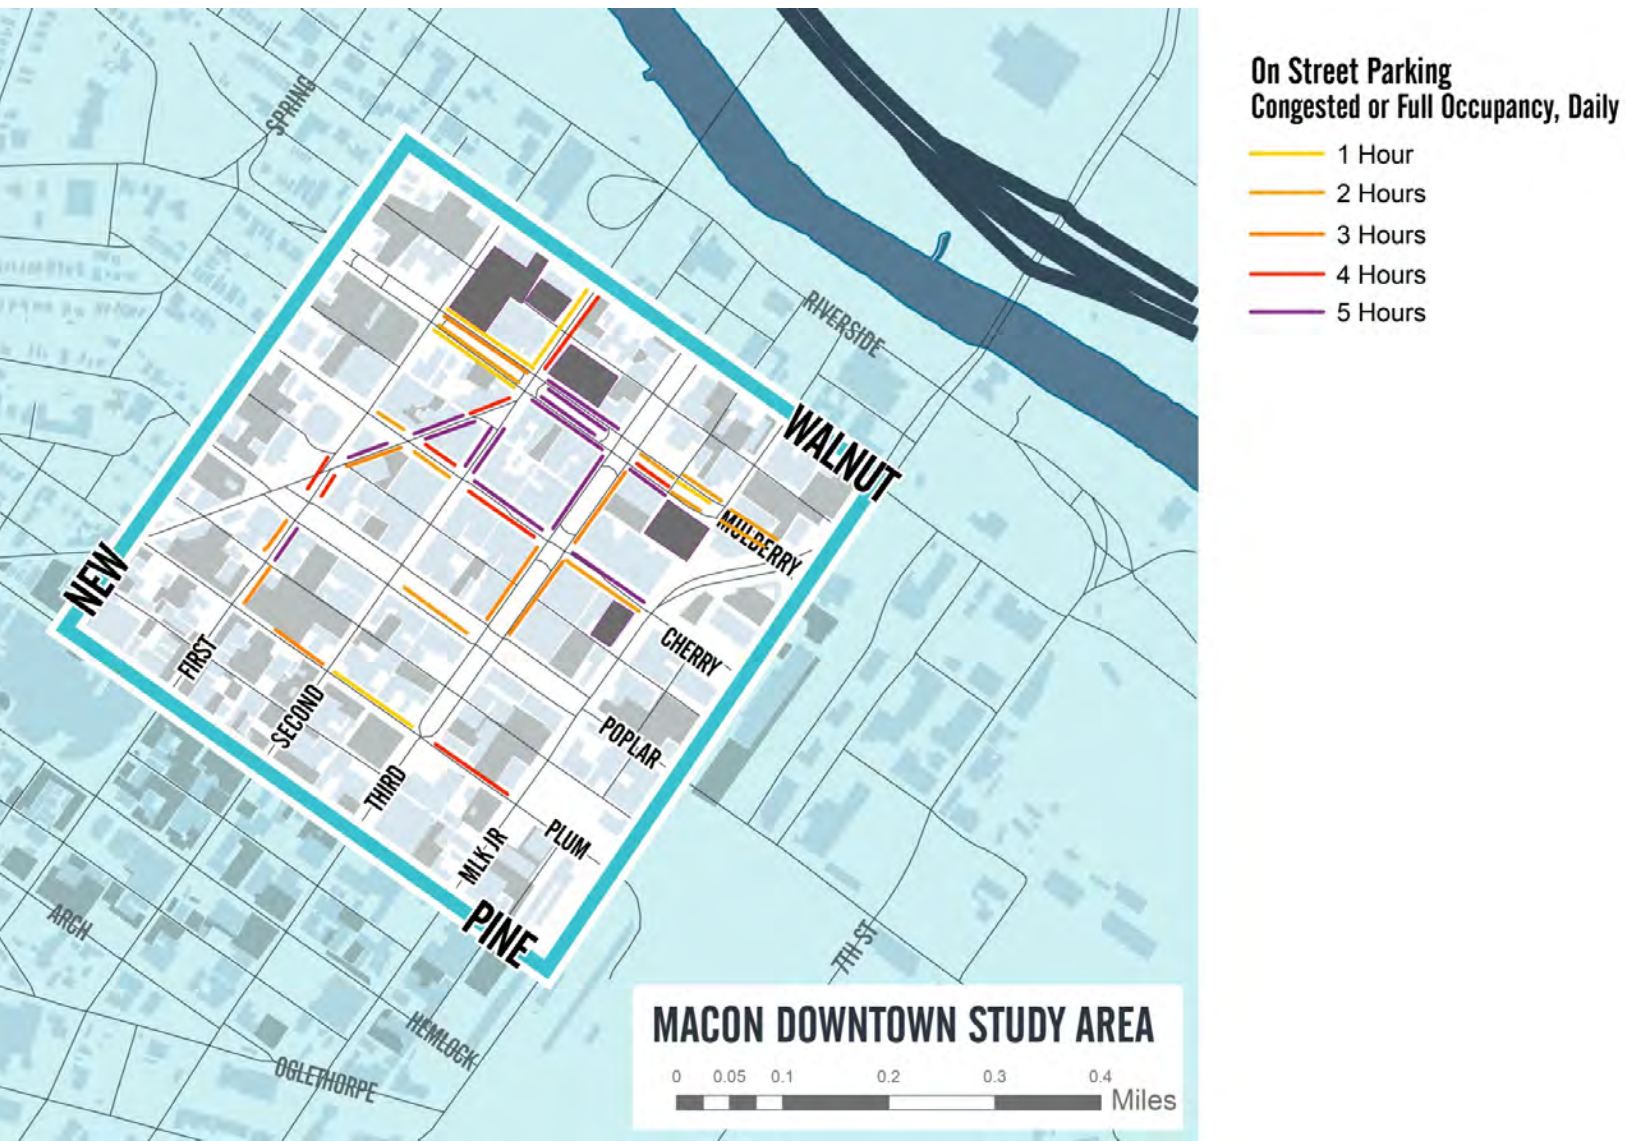 On Street Parking
Congested or Full Occupancy, Daily
1 Hour
2 Hours
3 Hours
4 Hours
5 Hours
SPRING
RIVERSIDE
WALNUT
MULBERRY
NEW
CHERRY
FIRST
SECOND
POPLAR
THIRD
PLUM
MLK JR
PINE
ARCH
7TH ST
HEMLOCK
OGLETHORPE
MACON DOWNTOWN STUDY AREA
0 0.05 0.1 0.2 0.3 0.4
Miles